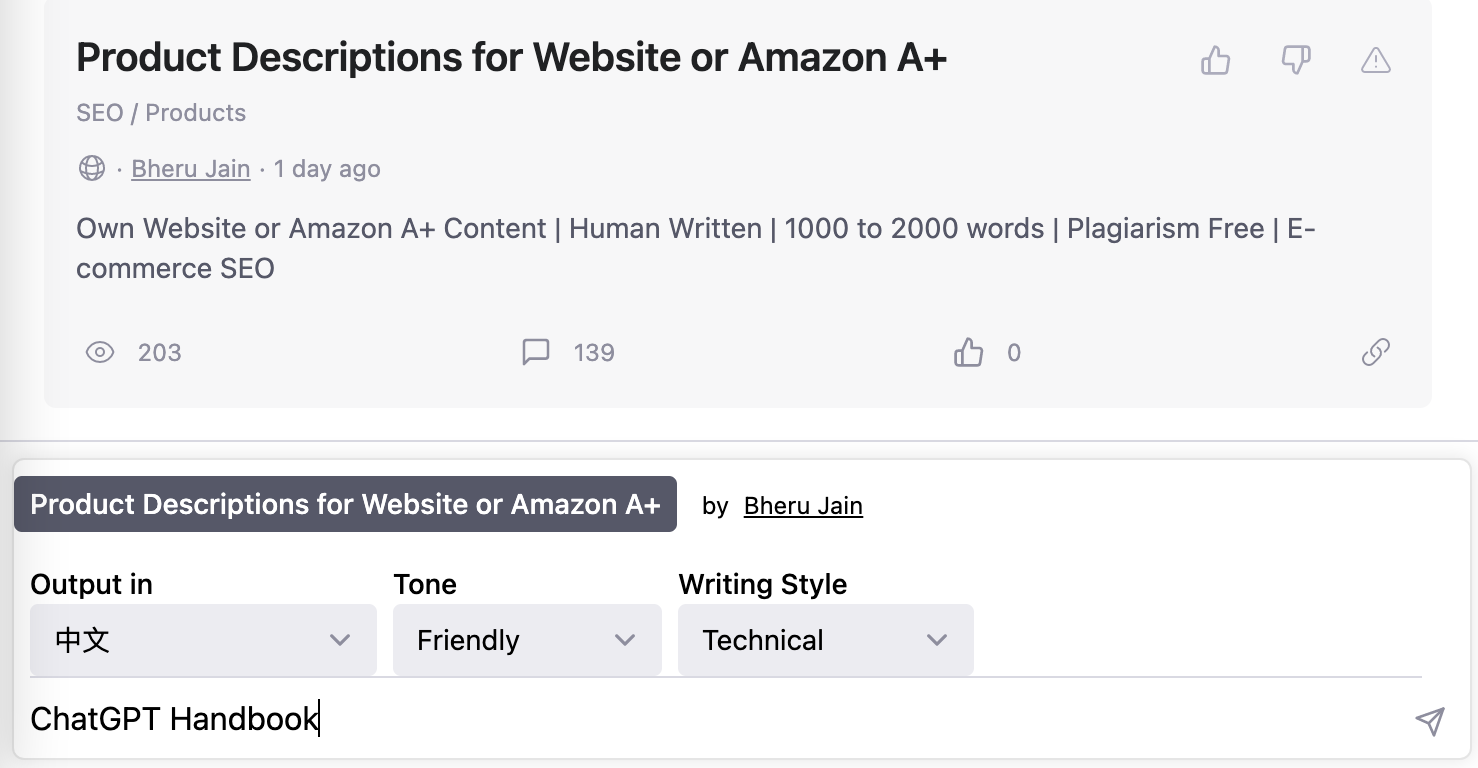 Product Descriptions for Website or Amazon A+
SEO / Products
· Bheru Jain · 1 day ago
Own Website or Amazon A+ Content | Human Written | 1000 to 2000 words | Plagiarism Free | E-
commerce SEO
203 139 0
Product Descriptions for Website or Amazon A+ by Bheru Jain
Output in Tone Writing Style
中文 Friendly Technical
ChatGPT Handbook